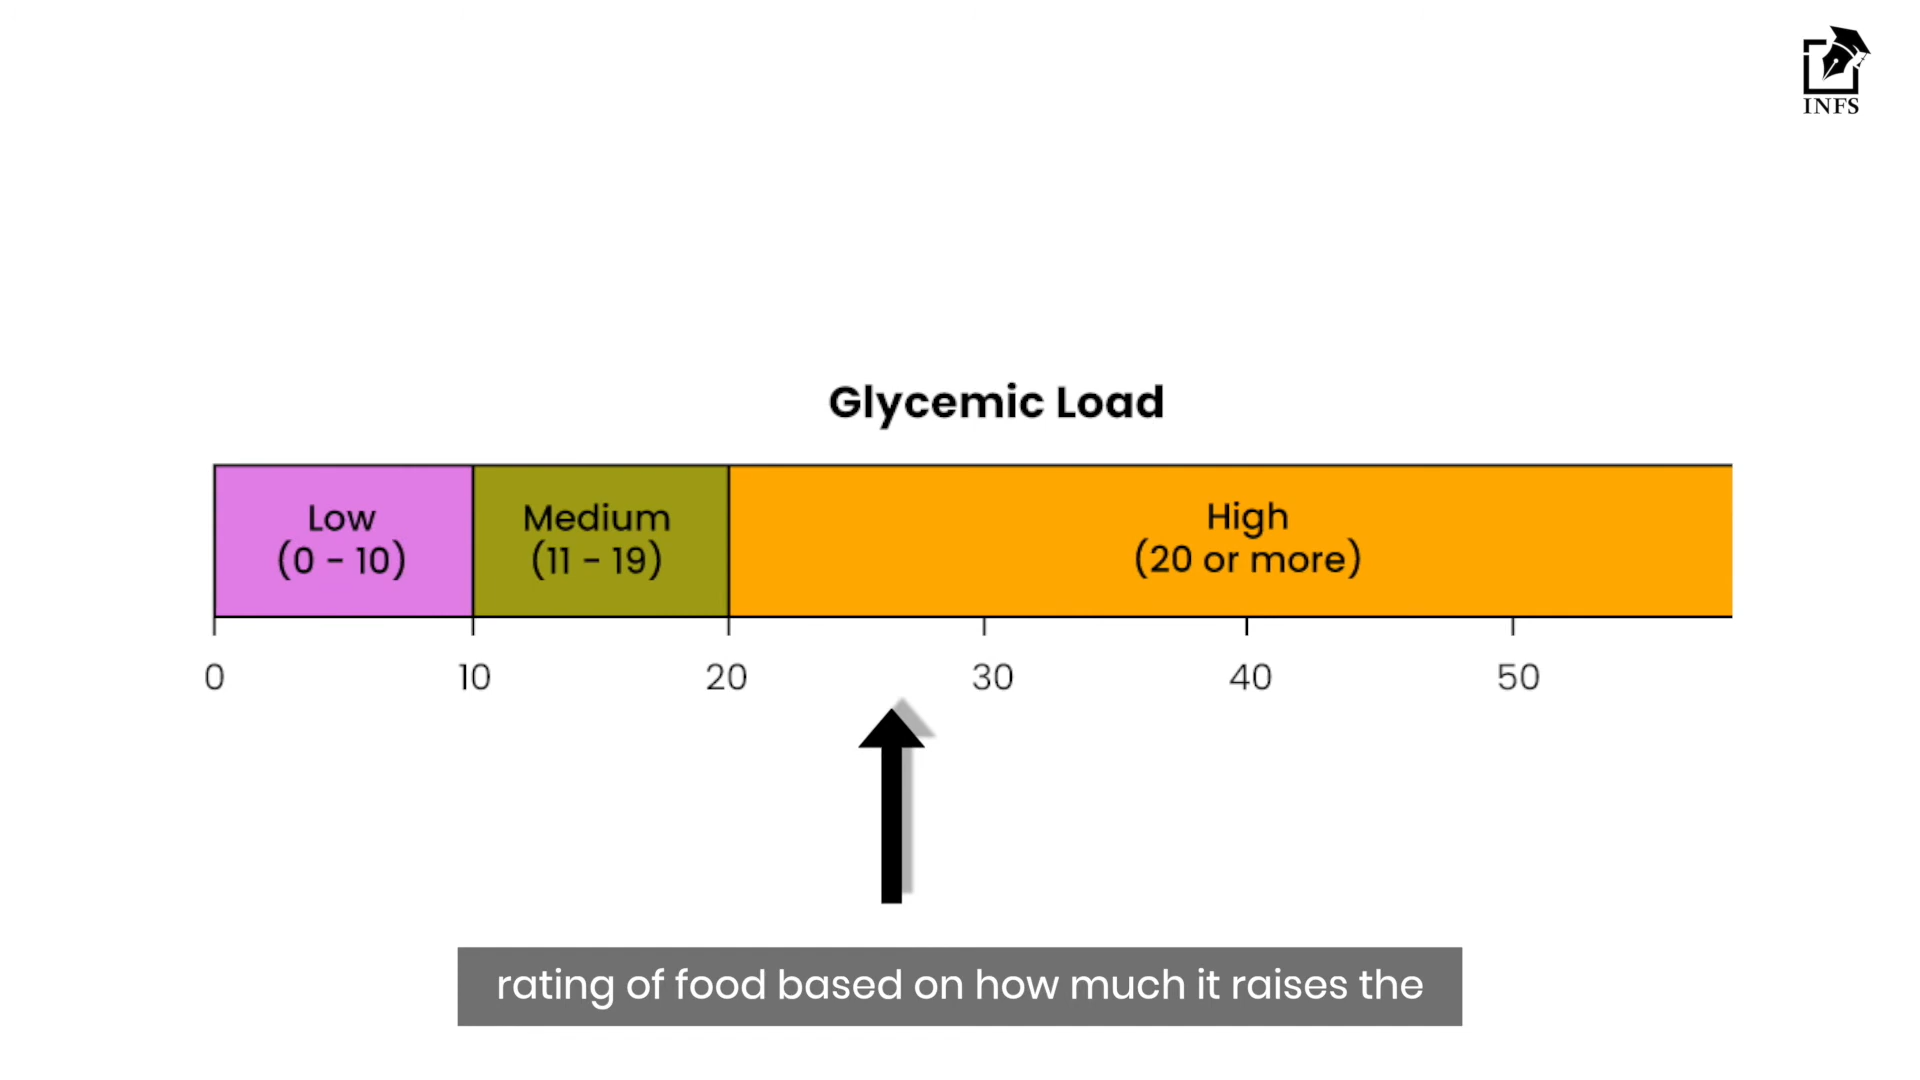 INFS
Glycemic Load
Low
(0 - 10)
Medium
(11 - 19)
High
(20 or more)
0 10 20 30 40 50
rating of food based on how much it raises the